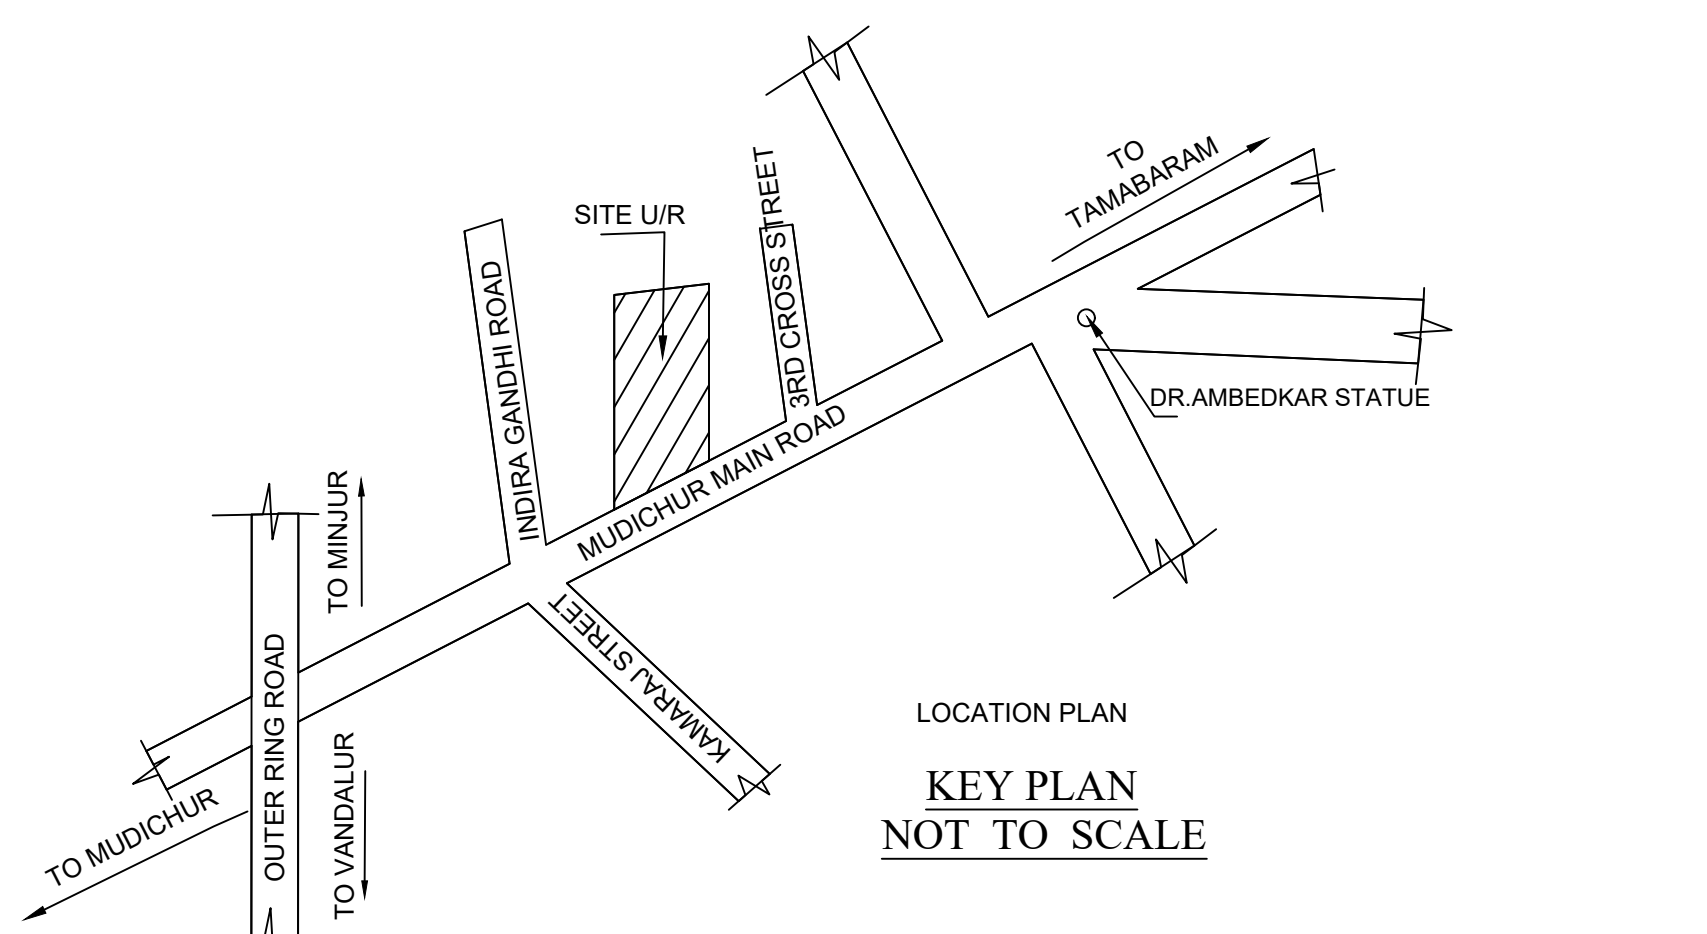 TO
TAMABARAM
SITE U/R
3RD CROSS STREET
INDIRA GANDHI ROAD
DR.AMBEDKAR STATUE
MUDICHUR MAIN ROAD
TO MINJUR
KAMARAJ STREET
OUTER RING ROAD
TO MUDICHUR
TO VANDALUR
LOCATION PLAN
KEY PLAN
NOT TO SCALE